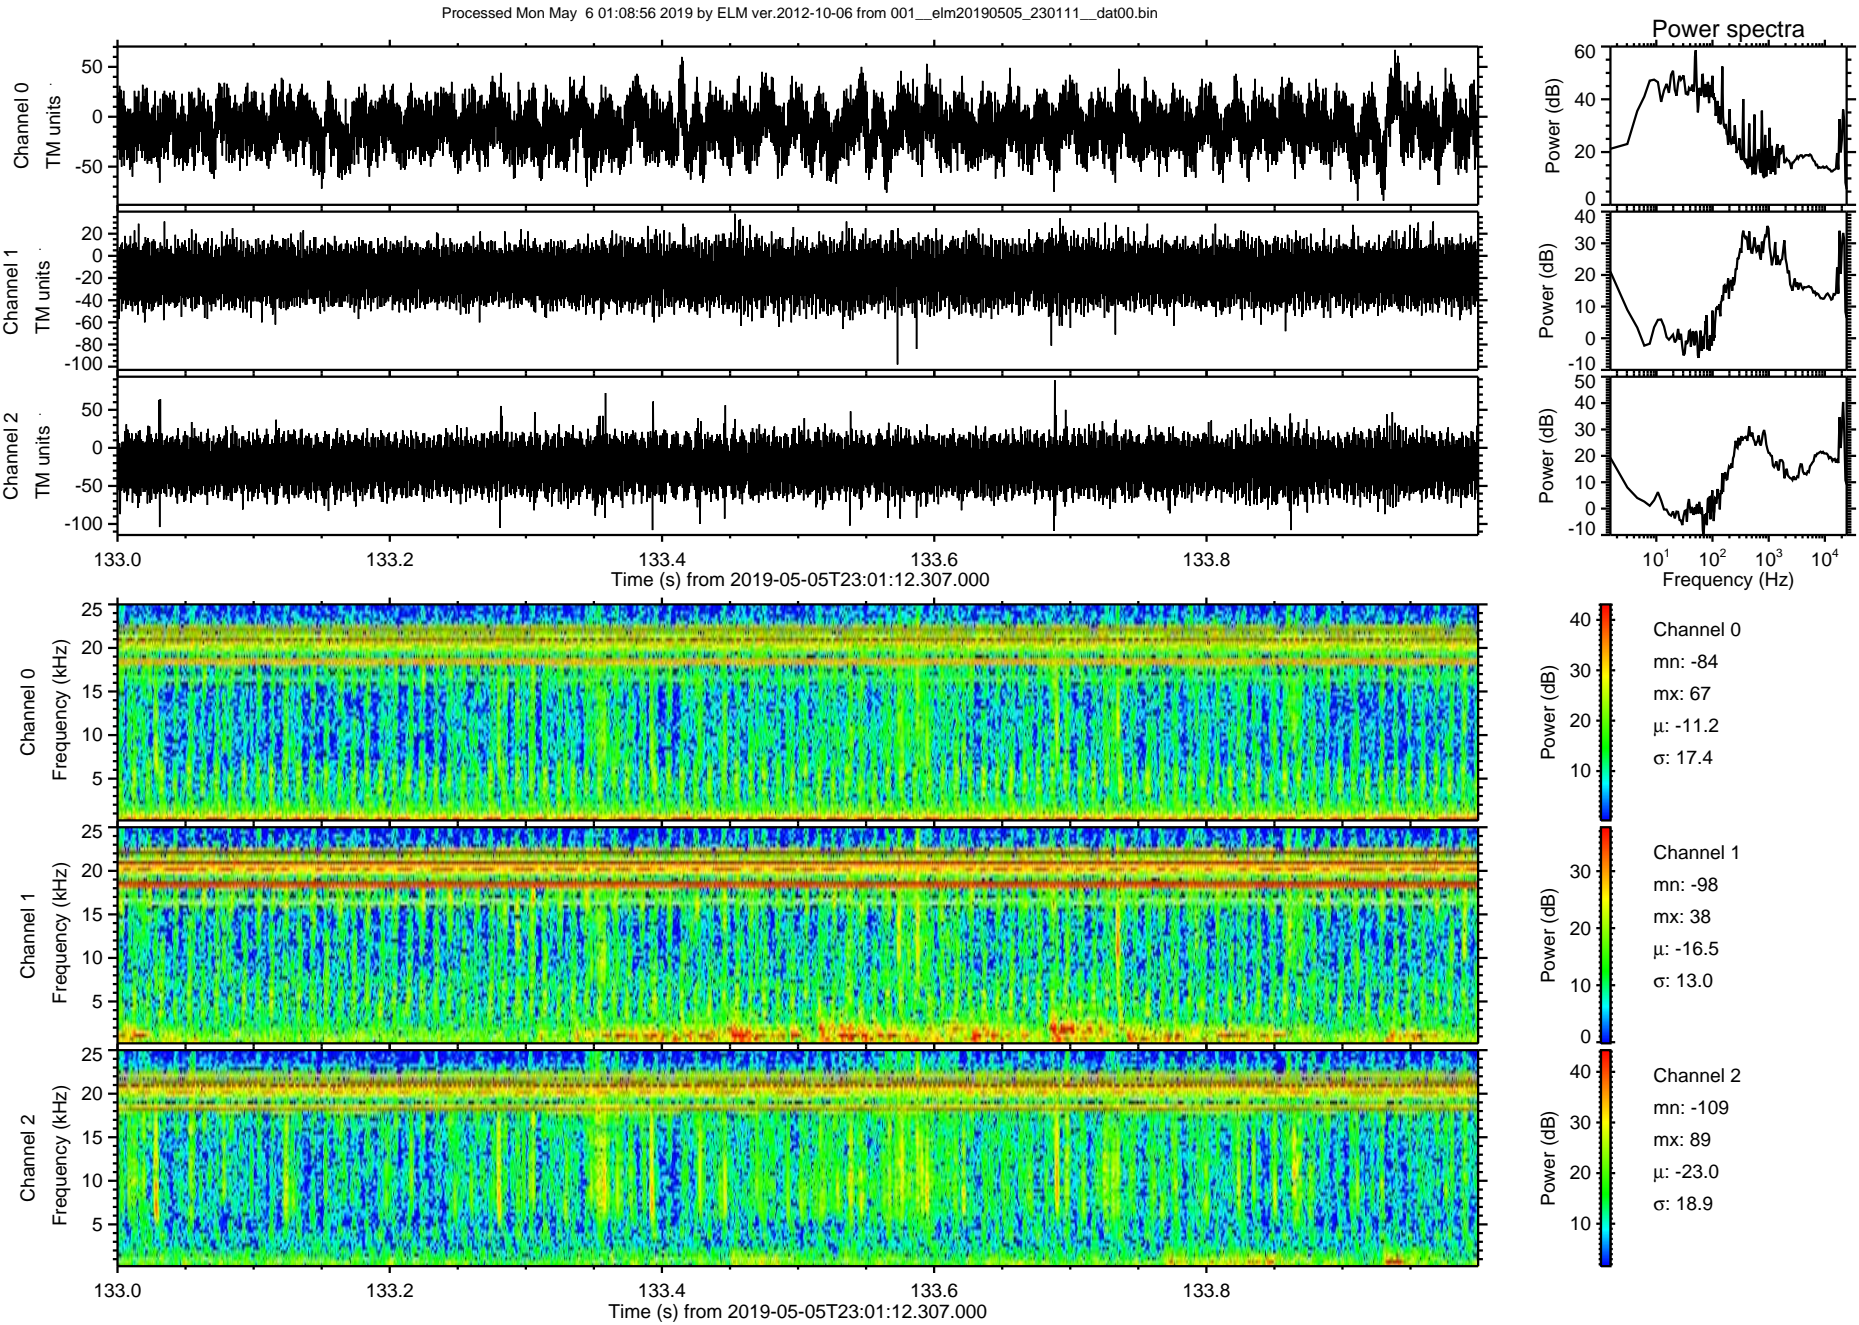 Processed Mon May  6 01:08:56 2019 by ELM ver.2012-10-06 from 001__elm20190505_230111__dat00.bin
Power spectra
Channel 0
TM units
50
0
-50
Power (dB)
60
40
20
0
Channel 1
TM units
20
0
-20
-40
-60
-80
-100
Power (dB)
40
30
20
10
0
-10
Channel 2
TM units
50
0
-50
-100
Power (dB)
50
40
30
20
10
0
-10
133.0 133.2 133.4 133.6 133.8
Time (s) from 2019-05-05T23:01:12.307.000
10¹ 10² 10³ 10⁴
Frequency (Hz)
Channel 0
Frequency (kHz)
25
20
15
10
5
Power (dB)
40
30
20
10
Channel 0
mn: -84
mx: 67
μ: -11.2
σ: 17.4
Channel 1
Frequency (kHz)
25
20
15
10
5
Power (dB)
30
20
10
0
Channel 1
mn: -98
mx: 38
μ: -16.5
σ: 13.0
Channel 2
Frequency (kHz)
25
20
15
10
5
Power (dB)
40
30
20
10
Channel 2
mn: -109
mx: 89
μ: -23.0
σ: 18.9
133.0 133.2 133.4 133.6 133.8
Time (s) from 2019-05-05T23:01:12.307.000